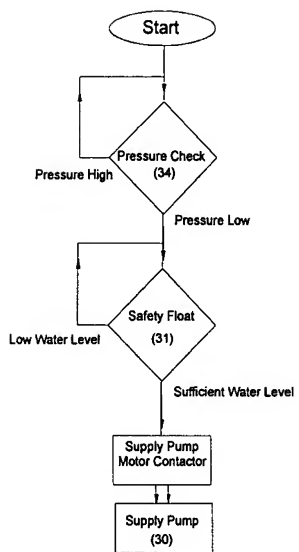 Start
Pressure Check
(34)
Pressure High
Pressure Low
Safety Float
(31)
Low Water Level
Sufficient Water Level
Supply Pump
Motor Contactor
Supply Pump
(30)